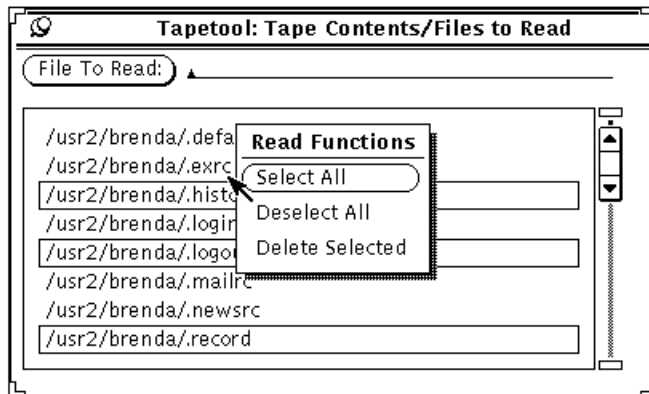 Tapetool: Tape Contents/Files to Read
File To Read:
/usr2/brenda/.defa
/usr2/brenda/.exrc
/usr2/brenda/.histo
/usr2/brenda/.login
/usr2/brenda/.logou
/usr2/brenda/.mailrc
/usr2/brenda/.newsrc
/usr2/brenda/.record
Read Functions
Select All
Deselect All
Delete Selected